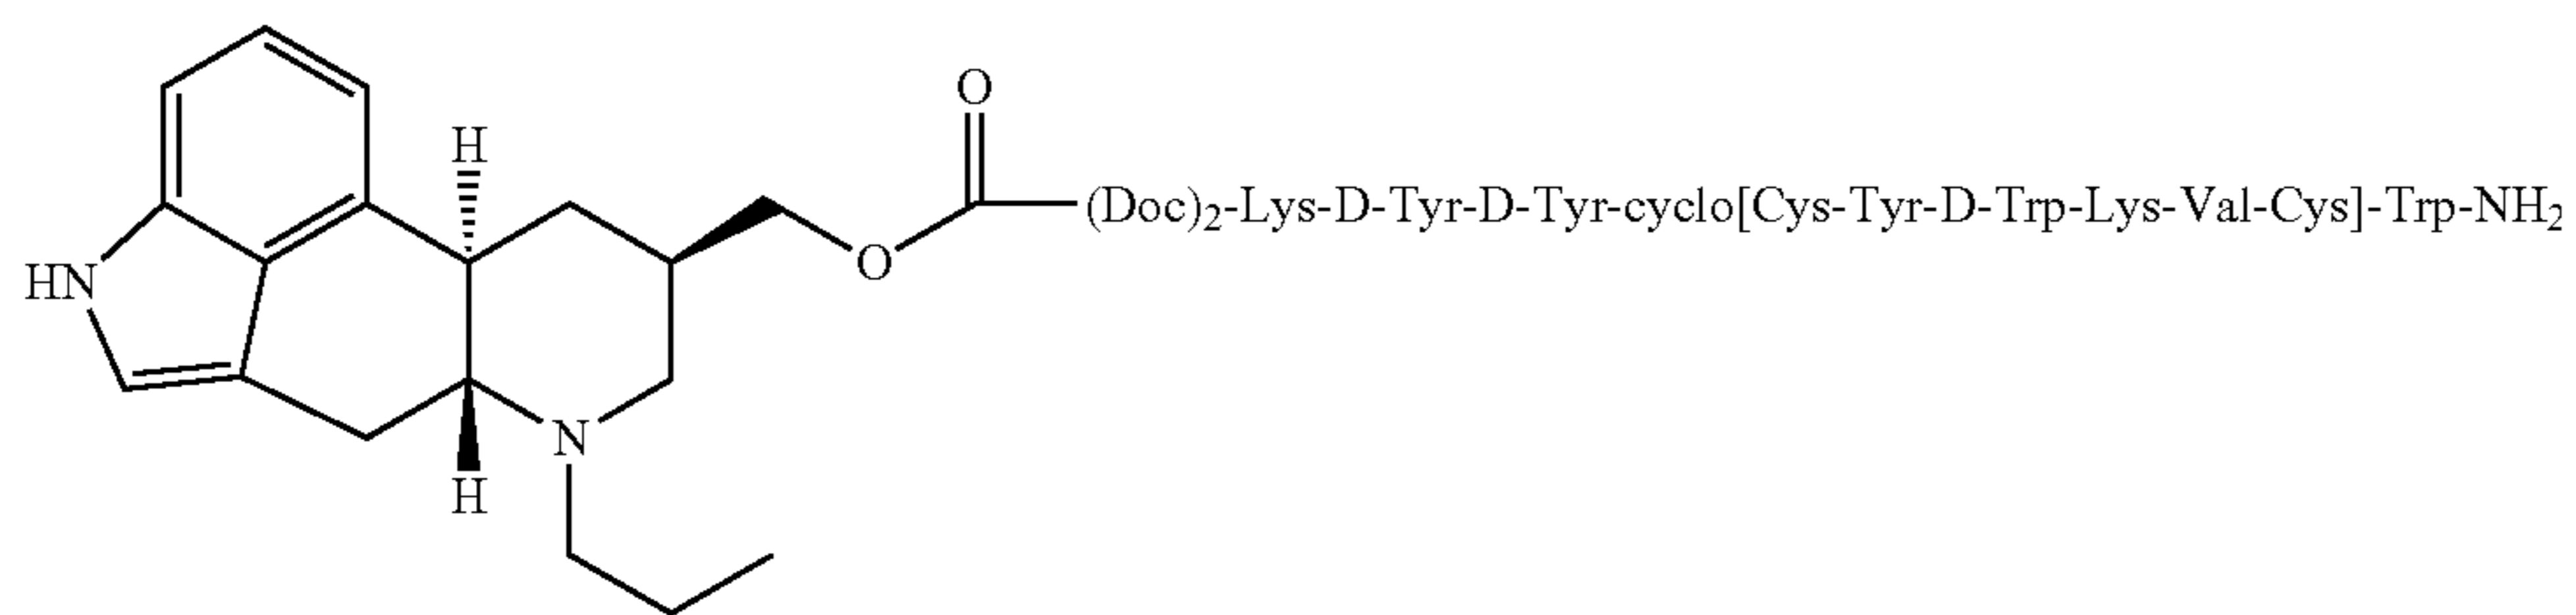 O
H
(Doc)2-Lys-D-Tyr-D-Tyr-cyclo[Cys-Tyr-D-Trp-Lys-Val-Cys]-Trp-NH2
O
HN
N
H